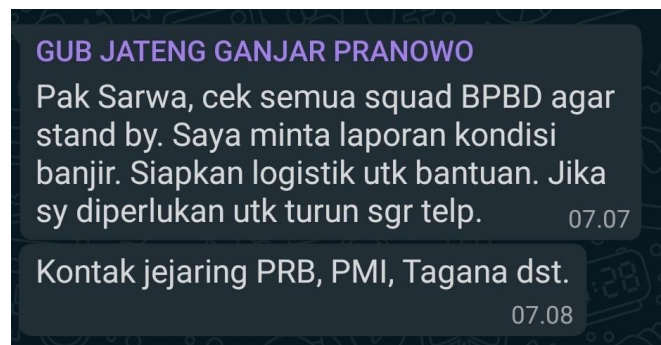 GUB JATENG GANJAR PRANOWO
Pak Sarwa, cek semua squad BPBD agar
stand by. Saya minta laporan kondisi
banjir. Siapkan logistik utk bantuan. Jika
sy diperlukan utk turun sgr telp.
07.07
Kontak jejaring PRB, PMI, Tagana dst.
07.08